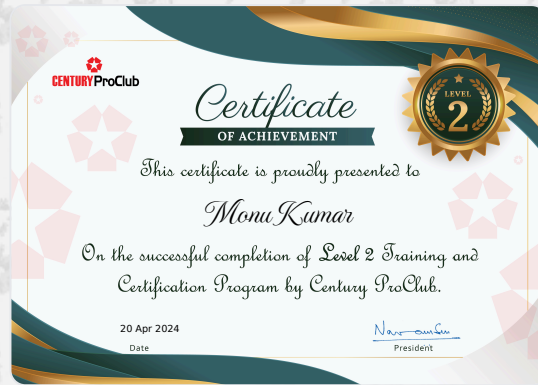 CENTURY ProClub
LEVEL
2
Certificate
OF ACHIEVEMENT
This certificate is proudly presented to
Monu Kumar
On the successful completion of Level 2 Training and
Certification Program by Century ProClub.
20 Apr 2024
Date
President